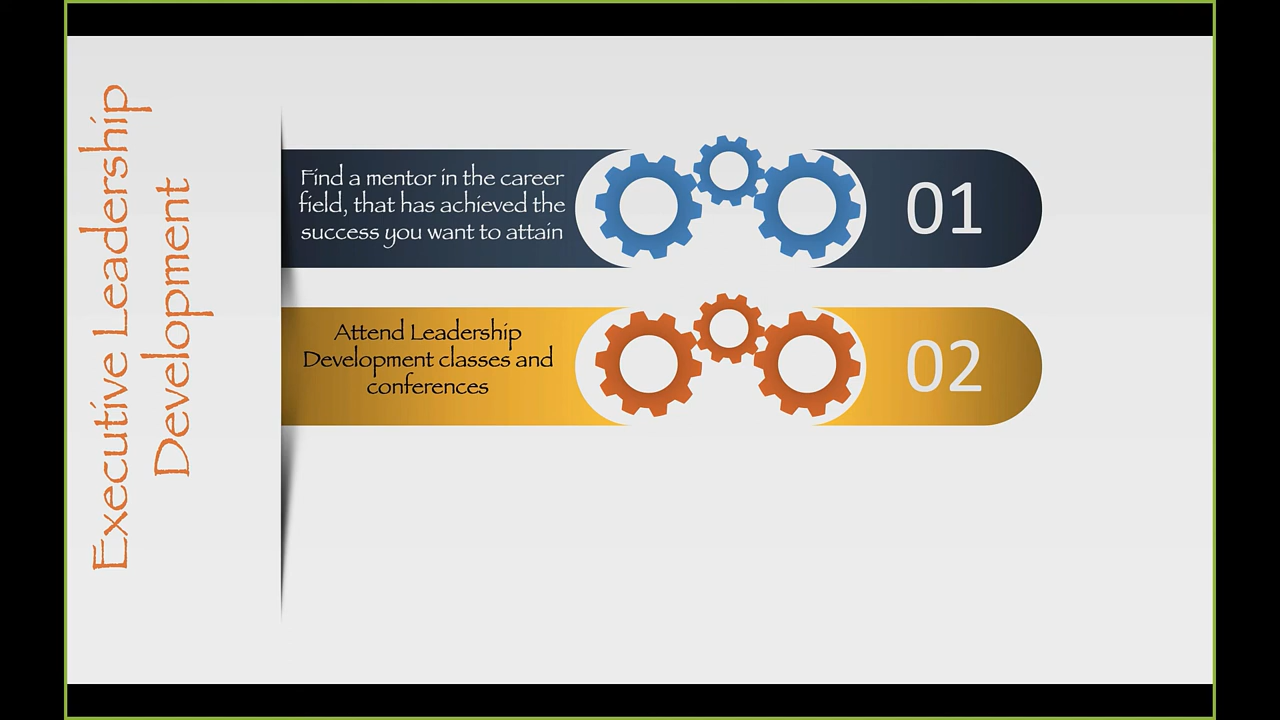 Executive Leadership
Development
Find a mentor in the career
field, that has achieved the
success you want to attain
01
Attend Leadership
Development classes and
conferences
02